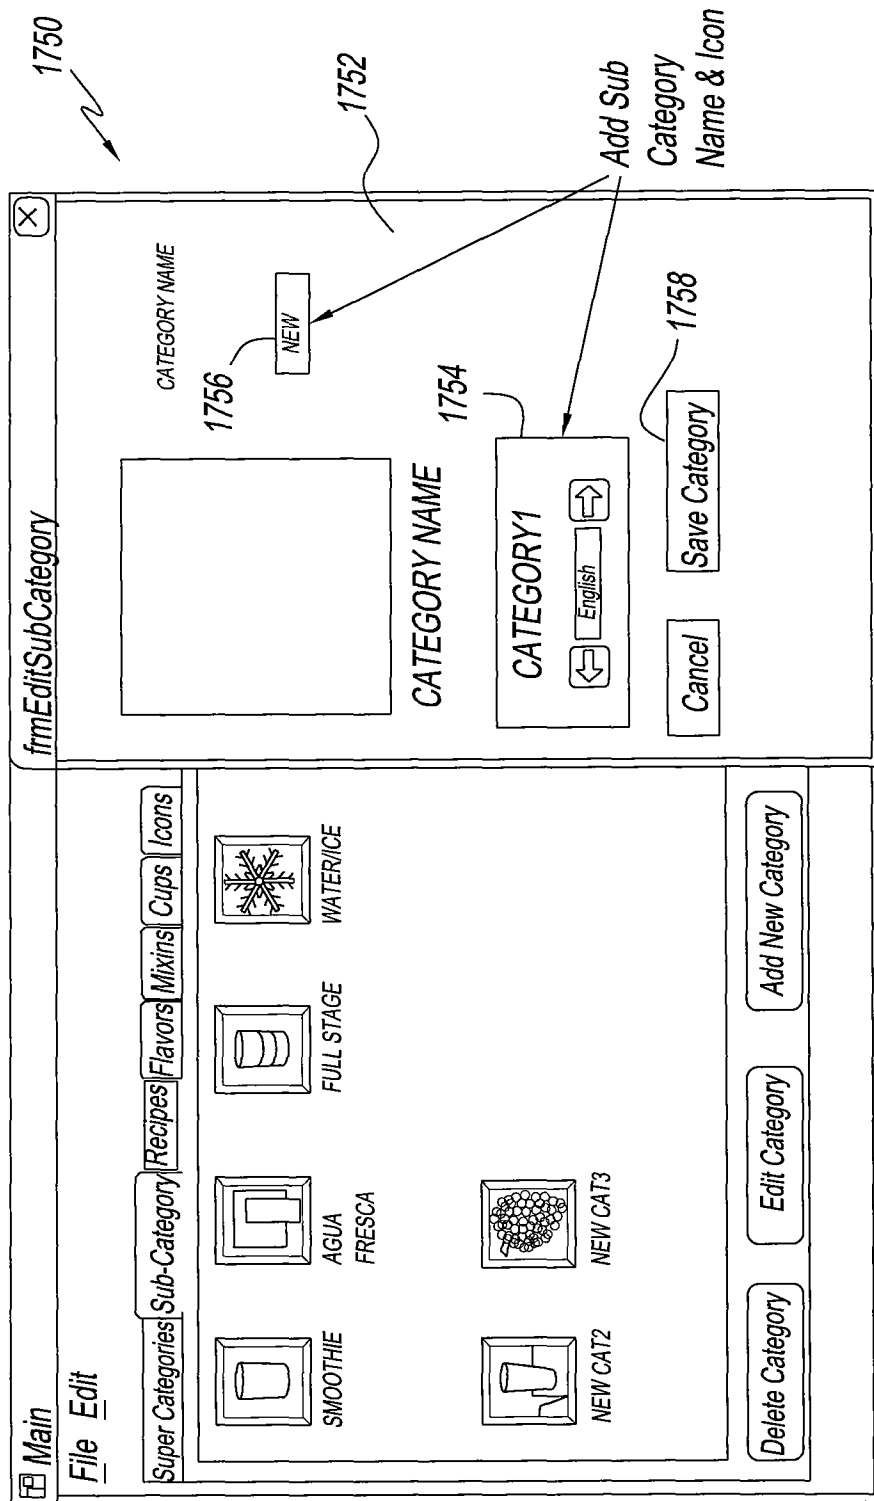 1750
Main
File Edit
Super Categories
Sub-Category
Recipes
Flavors
Mixins
Cups
Icons
SMOOTHIE
AGUA
FRESCA
FULL STAGE
WATER/ICE
NEW CAT2
NEW CAT3
Delete Category
Edit Category
Add New Category
frmEditSubCategory
X
CATEGORY NAME
1752
1756
NEW
CATEGORY NAME
1754
CATEGORY1
English
1758
Cancel
Save Category
Add Sub
Category
Name & Icon